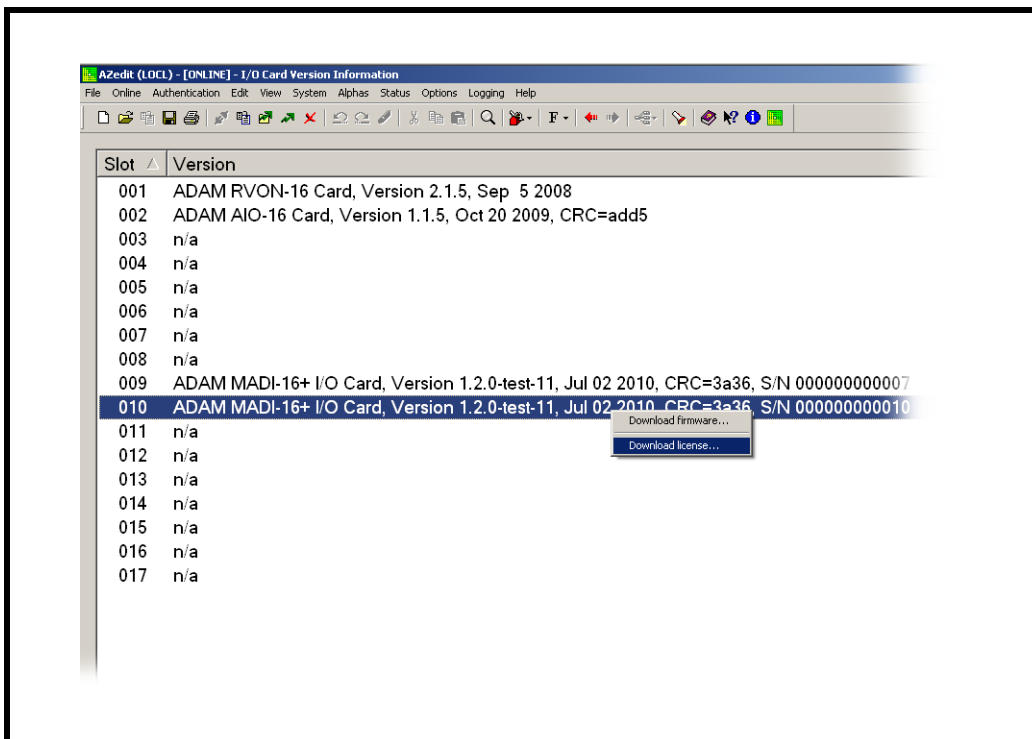 AZedit (LOCL) - [ONLINE] - I/O Card Version Information
File Online Authentication Edit View System Alphas Status Options Logging Help
F
Slot Version
001 ADAM RVON-16 Card, Version 2.1.5, Sep 5 2008
002 ADAM AIO-16 Card, Version 1.1.5, Oct 20 2009, CRC=add5
003 n/a
004 n/a
005 n/a
006 n/a
007 n/a
008 n/a
009 ADAM MADI-16+ I/O Card, Version 1.2.0-test-11, Jul 02 2010, CRC=3a36, S/N 000000000007
010 ADAM MADI-16+ I/O Card, Version 1.2.0-test-11, Jul 02 2010, CRC=3a36, S/N 000000000010
Download firmware...
011 n/a
Download license...
012 n/a
013 n/a
014 n/a
015 n/a
016 n/a
017 n/a